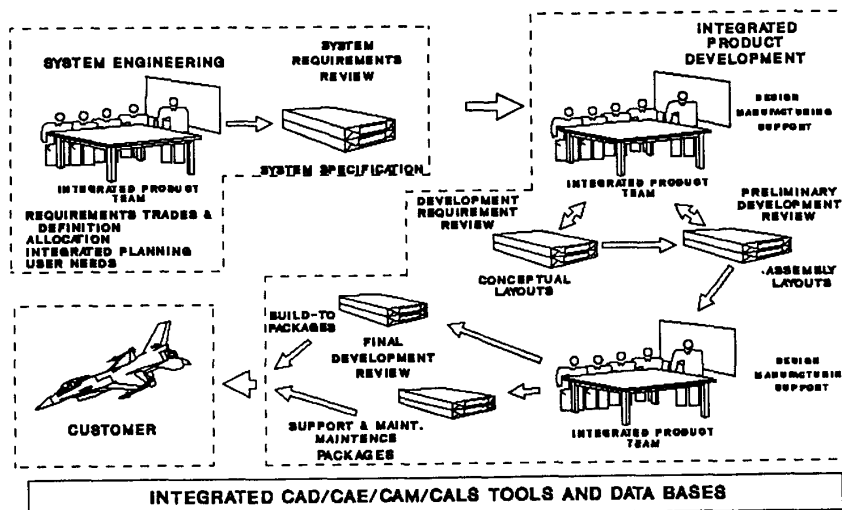 SYSTEM ENGINEERING
SYSTEM
REQUIREMENTS
REVIEW
SYSTEM SPECIFICATION
INTEGRATED PRODUCT
TEAM
REQUIREMENTS TRADES &
DEFINITION
ALLOCATION
INTEGRATED PLANNING
USER NEEDS
INTEGRATED
PRODUCT
DEVELOPMENT
DESIGN
MANUFACTURING
SUPPORT
INTEGRATED PRODUCT
TEAM
DEVELOPMENT
REQUIREMENT
REVIEW
PRELIMINARY
DEVELOPMENT
REVIEW
CONCEPTUAL
LAYOUTS
ASSEMBLY
LAYOUTS
BUILD-TO
PACKAGES
FINAL
DEVELOPMENT
REVIEW
DESIGN
MANUFACTURING
SUPPORT
INTEGRATED PRODUCT
TEAM
SUPPORT & MAINT.
MAINTENCE
PACKAGES
CUSTOMER
INTEGRATED CAD/CAE/CAM/CALS TOOLS AND DATA BASES